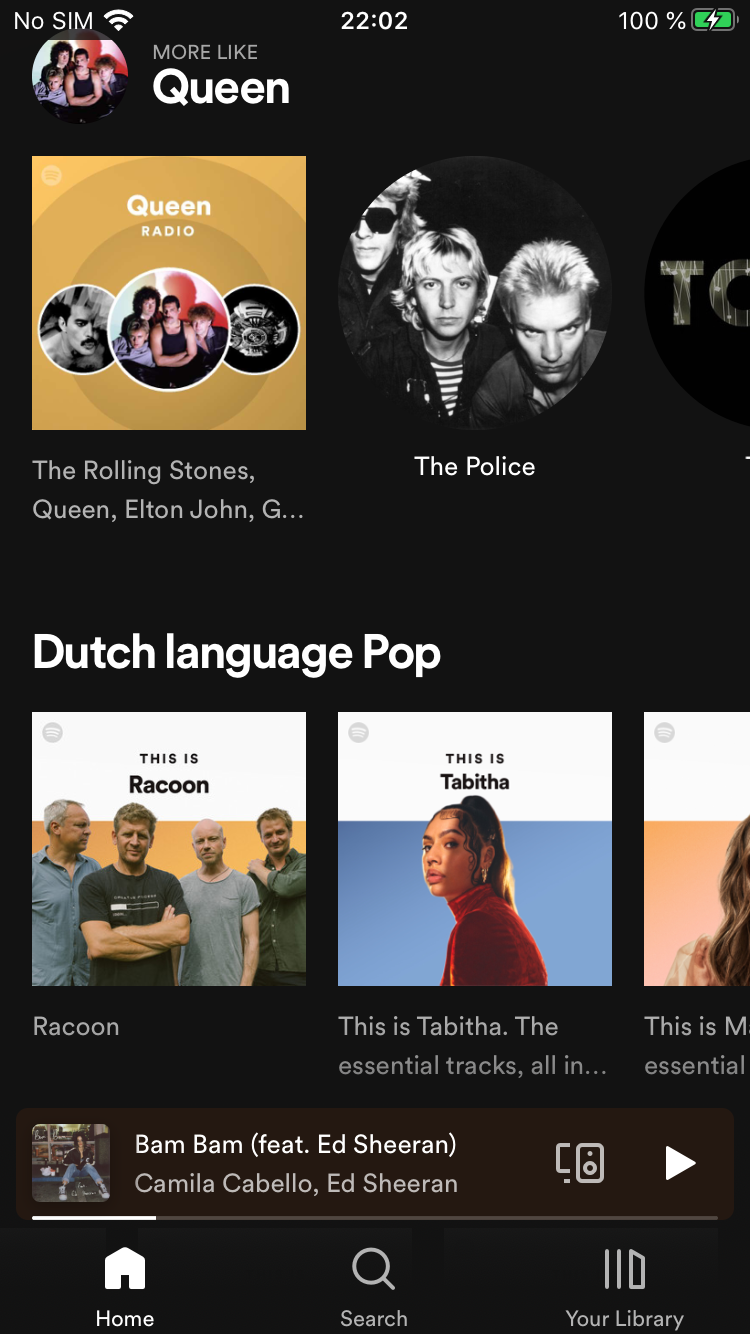 No SIM 22:02 100 %
MORE LIKE
Queen
Queen
RADIO
The Rolling Stones,
Queen, Elton John, G...
The Police
Dutch language Pop
THIS IS
Racoon
THIS IS
Tabitha
Racoon
This is Tabitha. The
essential tracks, all in...
This is M
essential
Bam Bam (feat. Ed Sheeran)
Camila Cabello, Ed Sheeran
Home
Search
Your Library